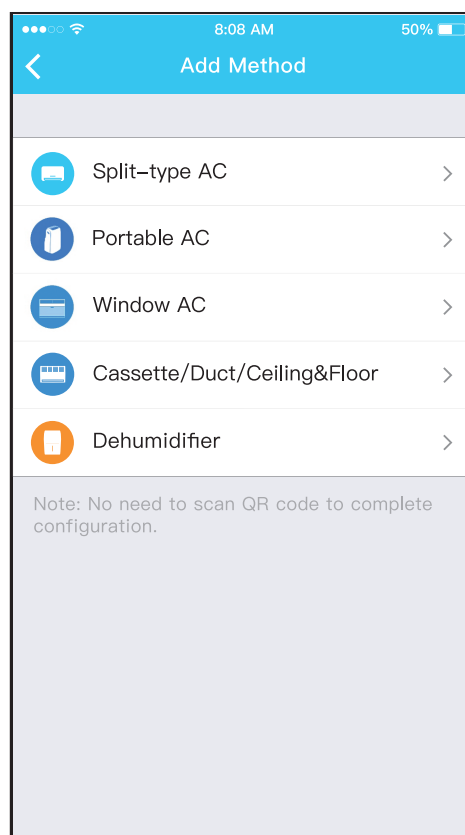 8:08 AM
50%
Add Method
Split-type AC
Portable AC
Window AC
Cassette/Duct/Ceiling&Floor
Dehumidifier
Note: No need to scan QR code to complete
configuration.